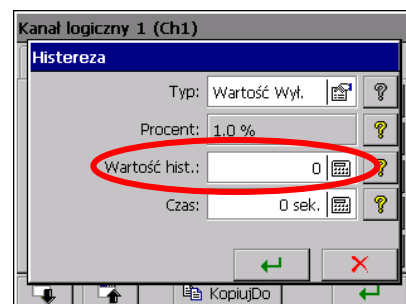 Kanał logiczny 1 (Ch1)
Histereza
Typ: Wartość Wył. ?
Procent: 1.0 % ?
Wartość hist.: 0 ?
Czas: 0 sek. ?
KopiujDo